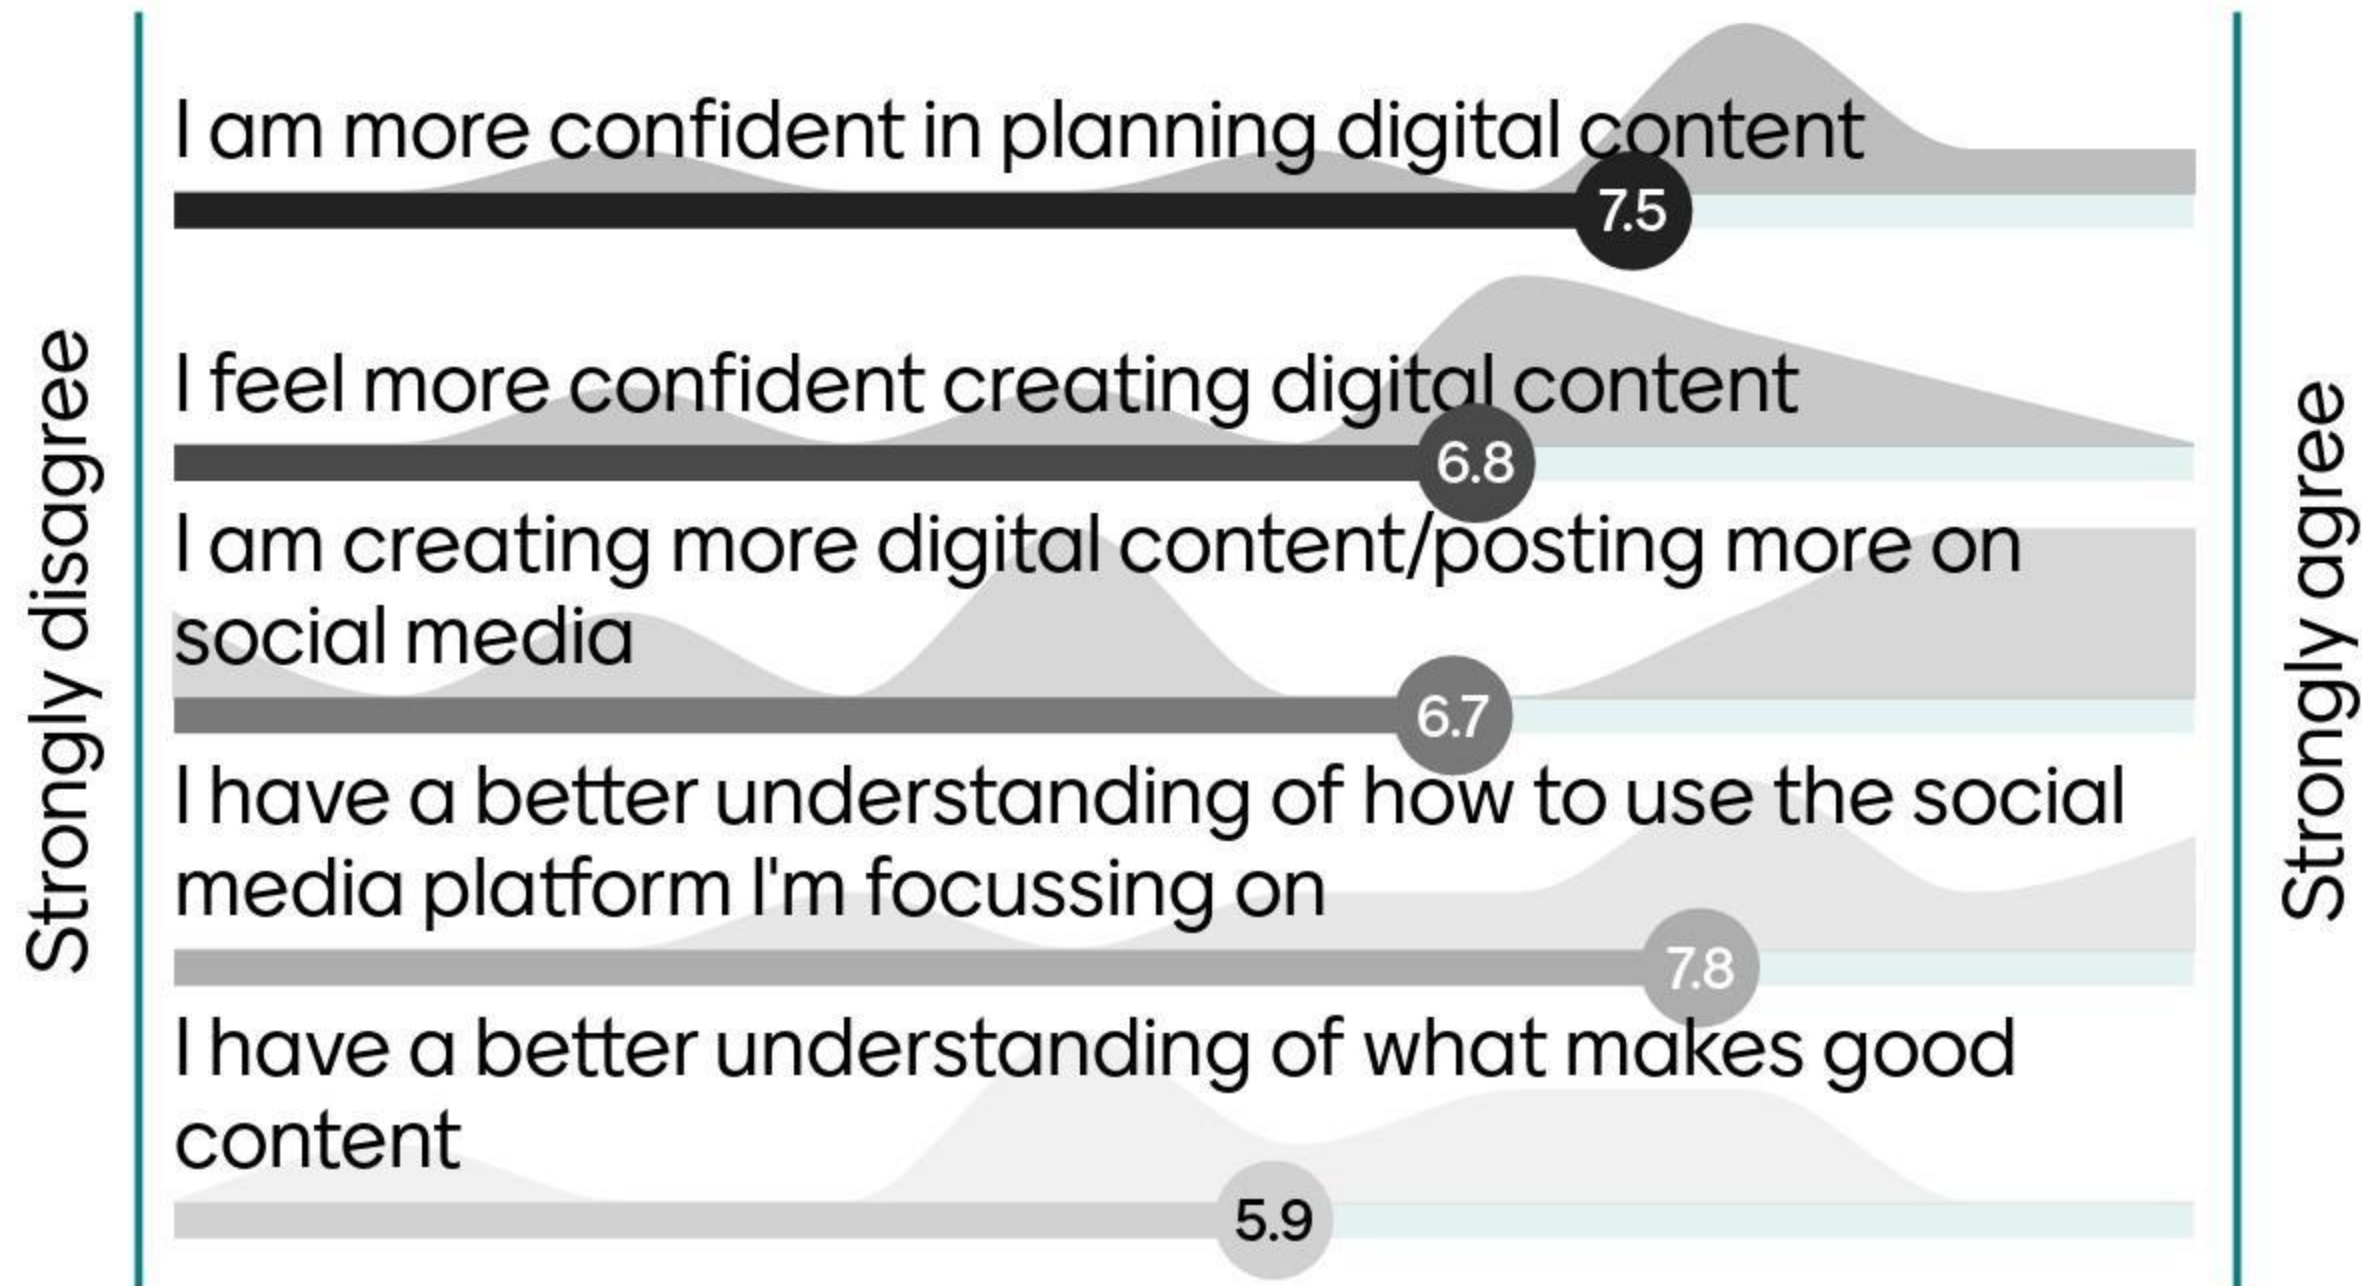 Strongly disagree
I am more confident in planning digital content
7.5
I feel more confident creating digital content
6.8
I am creating more digital content/posting more on
social media
6.7
I have a better understanding of how to use the social
media platform I'm focussing on
7.8
I have a better understanding of what makes good
content
5.9
Strongly agree